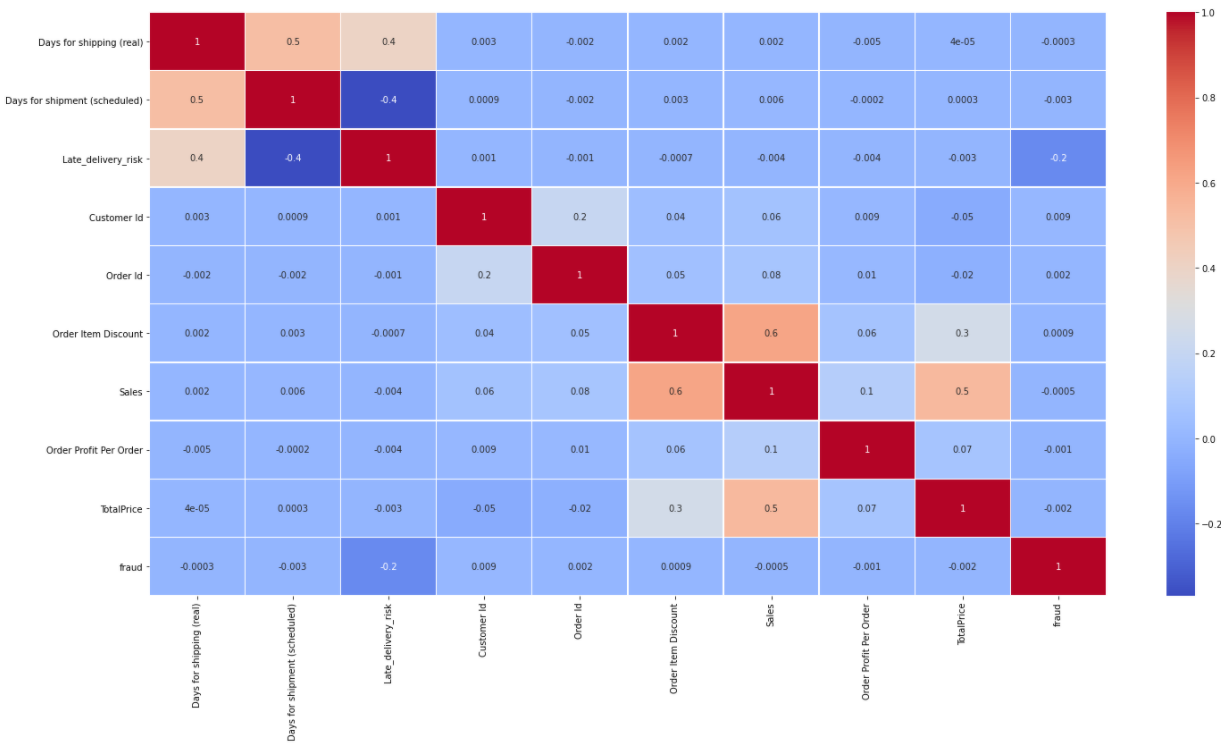 Days for shipping (real) 1 0.5 0.4 0.003 -0.002 0.002 0.002 -0.005 4e-05 -0.0003
Days for shipment (scheduled) 0.5 1 -0.4 0.0009 -0.002 0.003 0.006 -0.0002 0.0003 -0.003
Late_delivery_risk 0.4 -0.4 1 0.001 -0.001 -0.0007 -0.004 -0.004 -0.003 -0.2
Customer Id 0.003 0.0009 0.001 1 0.2 0.04 0.06 0.009 -0.05 0.009
Order Id -0.002 -0.002 -0.001 0.2 1 0.05 0.08 0.01 -0.02 0.002
Order Item Discount 0.002 0.003 -0.0007 0.04 0.05 1 0.6 0.06 0.3 0.0009
Sales 0.002 0.006 -0.004 0.06 0.08 0.6 1 0.1 0.5 -0.0005
Order Profit Per Order -0.005 -0.0002 -0.004 0.009 0.01 0.06 0.1 1 0.07 -0.001
TotalPrice 4e-05 0.0003 -0.003 -0.05 -0.02 0.3 0.5 0.07 1 -0.002
fraud -0.0003 -0.003 -0.2 0.009 0.002 0.0009 -0.0005 -0.001 -0.002 1
Days for shipping (real)
Days for shipment (scheduled)
Late_delivery_risk
Customer Id
Order Id
Order Item Discount
Sales
Order Profit Per Order
TotalPrice
fraud
1.0
0.8
0.6
0.4
0.2
0.0
−0.2